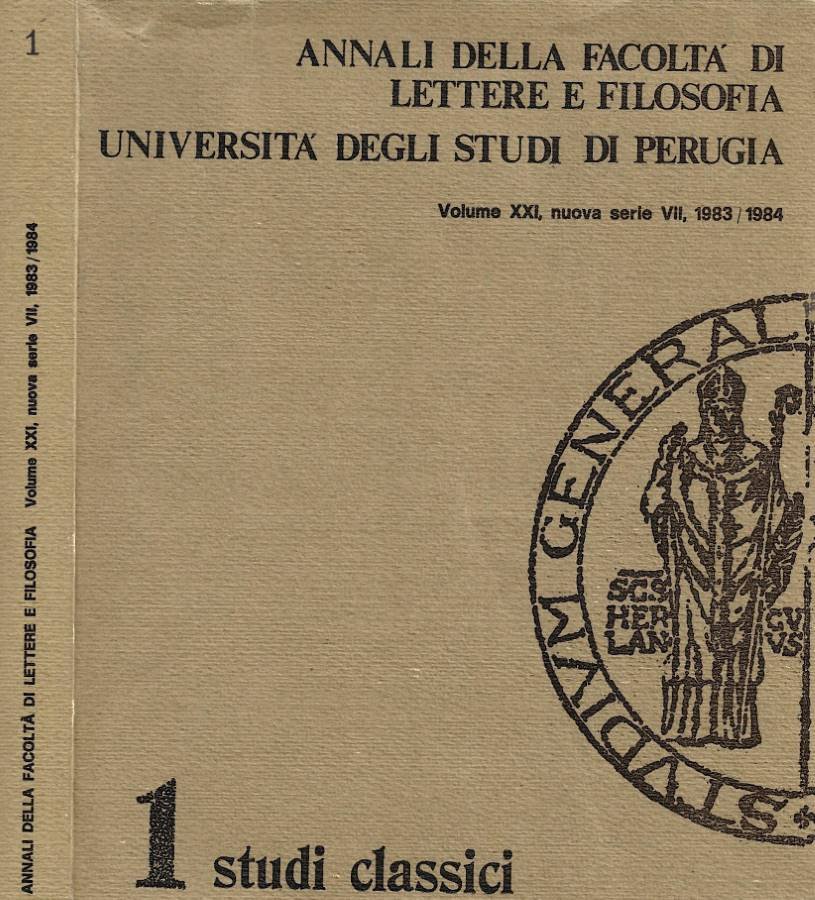 1
ANNALI DELLA FACOLTÀ DI LETTERE E FILOSOFIA Volume XXI, nuova serie VII, 1983/1984
ANNALI DELLA FACOLTA´ DI
LETTERE E FILOSOFIA
UNIVERSITA´ DEGLI STUDI DI PERUGIA
Volume XXI, nuova serie VII, 1983/1984
STVDIVM GENERAL
SCS
HER
LAN
CV
VS
1 studi classici